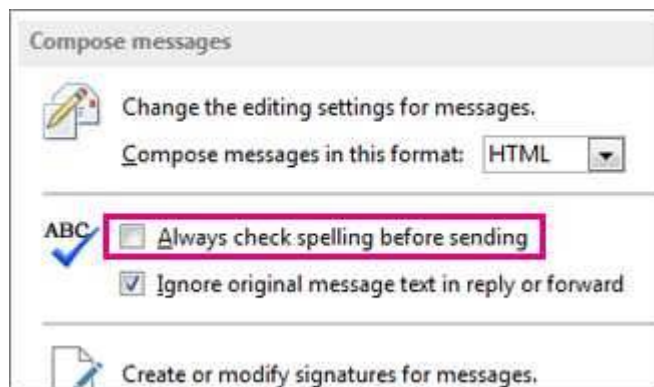 Compose messages
Change the editing settings for messages.
Compose messages in this format: HTML
ABC
Always check spelling before sending
Ignore original message text in reply or forward
Create or modify signatures for messages.